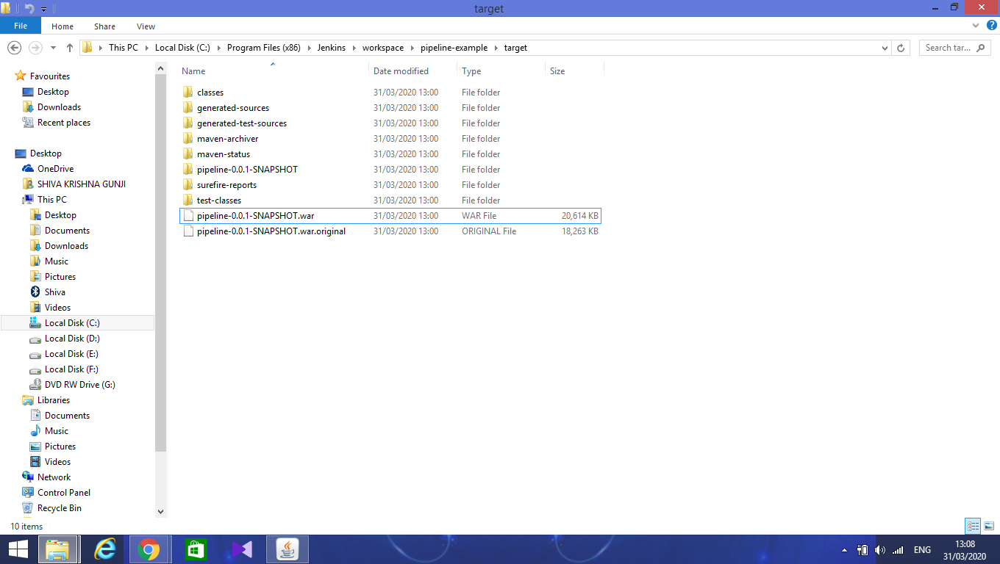 target
File Home Share View
This PC Local Disk (C:) Program Files (x86) Jenkins workspace pipeline-example target
Search tar...
Favourites
Desktop
Downloads
Recent places
Desktop
OneDrive
SHIVA KRISHNA GUNJI
This PC
Desktop
Documents
Downloads
Music
Pictures
Shiva
Videos
Local Disk (C:)
Local Disk (D:)
Local Disk (E:)
Local Disk (F:)
DVD RW Drive (G:)
Libraries
Documents
Music
Pictures
Videos
Network
Control Panel
Recycle Bin
Name Date modified Type Size
classes 31/03/2020 13:00 File folder
generated-sources 31/03/2020 13:00 File folder
generated-test-sources 31/03/2020 13:00 File folder
maven-archiver 31/03/2020 13:00 File folder
maven-status 31/03/2020 13:00 File folder
pipeline-0.0.1-SNAPSHOT 31/03/2020 13:00 File folder
surefire-reports 31/03/2020 13:00 File folder
test-classes 31/03/2020 13:00 File folder
pipeline-0.0.1-SNAPSHOT.war 31/03/2020 13:00 WAR File 20,614 KB
pipeline-0.0.1-SNAPSHOT.war.original 31/03/2020 13:00 ORIGINAL File 18,263 KB
10 items
ENG
13:08
31/03/2020